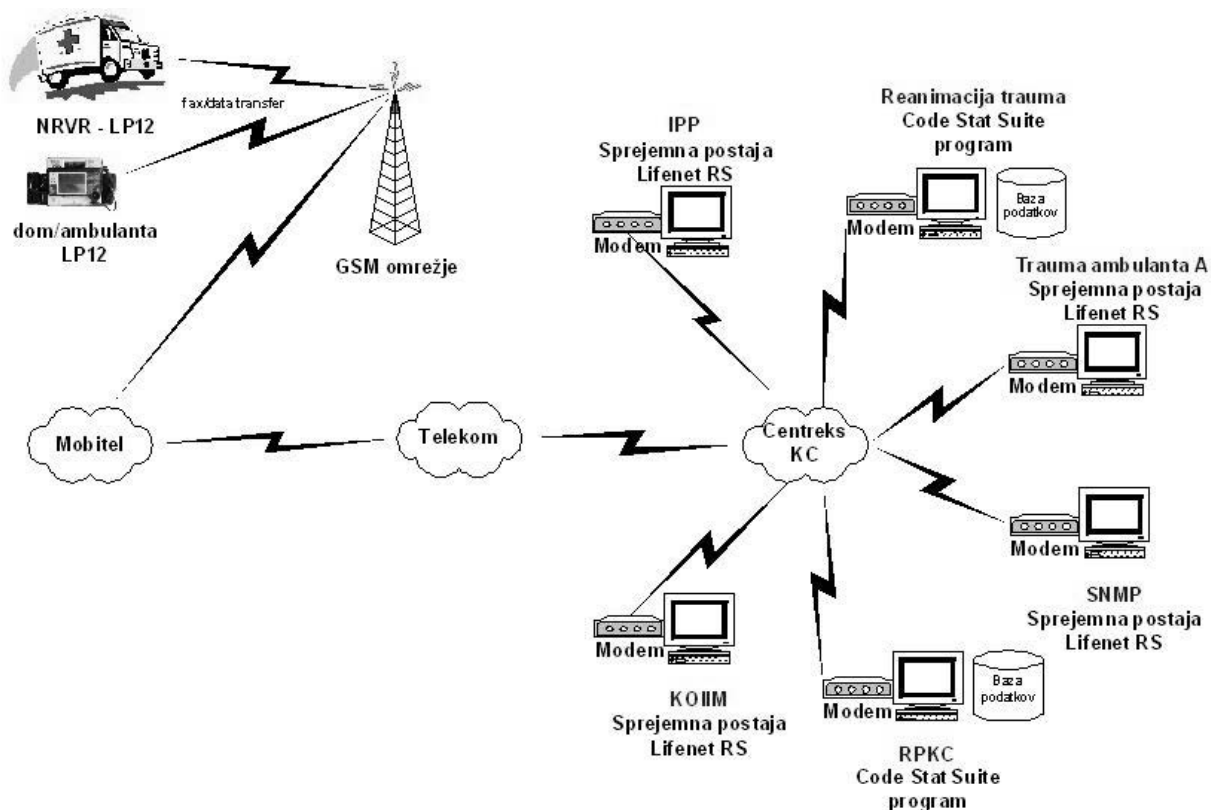 NRVR - LP12
fax/data transfer
dom/ambulanta
LP12
GSM omrežje
IPP
Sprejemna postaja
Lifenet RS
Modem
Reanimacija trauma
Code Stat Suite
program
Modem
Baza
podatkov
Trauma ambulanta A
Sprejemna postaja
Lifenet RS
Modem
Mobitel
Telekom
Centreks
KC
Modem
SNMP
Sprejemna postaja
Lifenet RS
Modem
KOIIM
Sprejemna postaja
Lifenet RS
Modem
Baza
podatkov
RPKC
Code Stat Suite
program